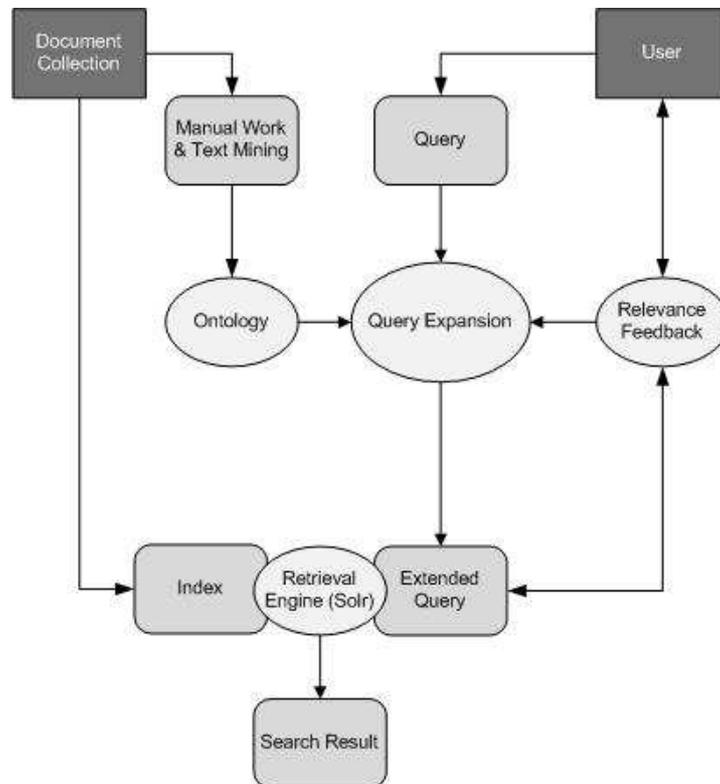 Document
Collection
User
Manual Work
& Text Mining
Query
Ontology
Query Expansion
Relevance
Feedback
Index
Retrieval
Engine (Solr)
Extended
Query
Search Result